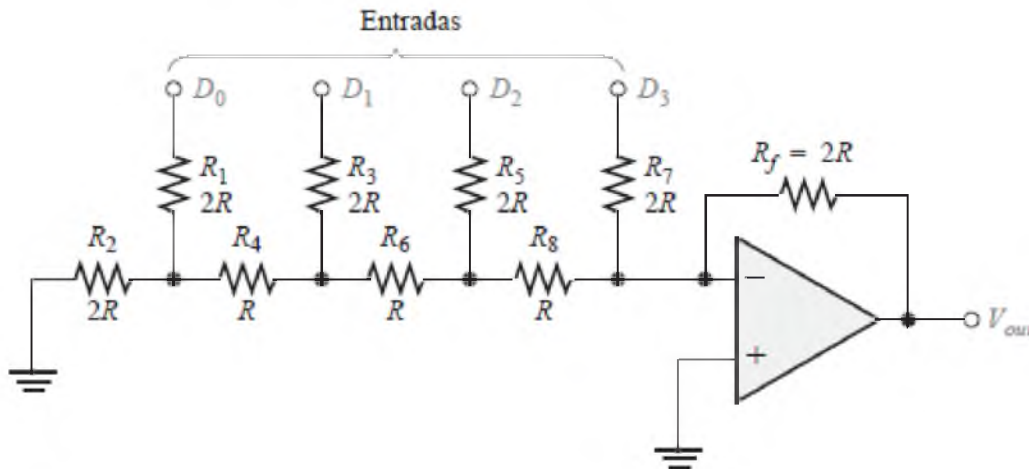 Entradas
D0 D1 D2 D3
R1 R3 R5 R7 Rf = 2R
2R 2R 2R 2R
R2 R4 R6 R8
2R R R R
−
+
Vout